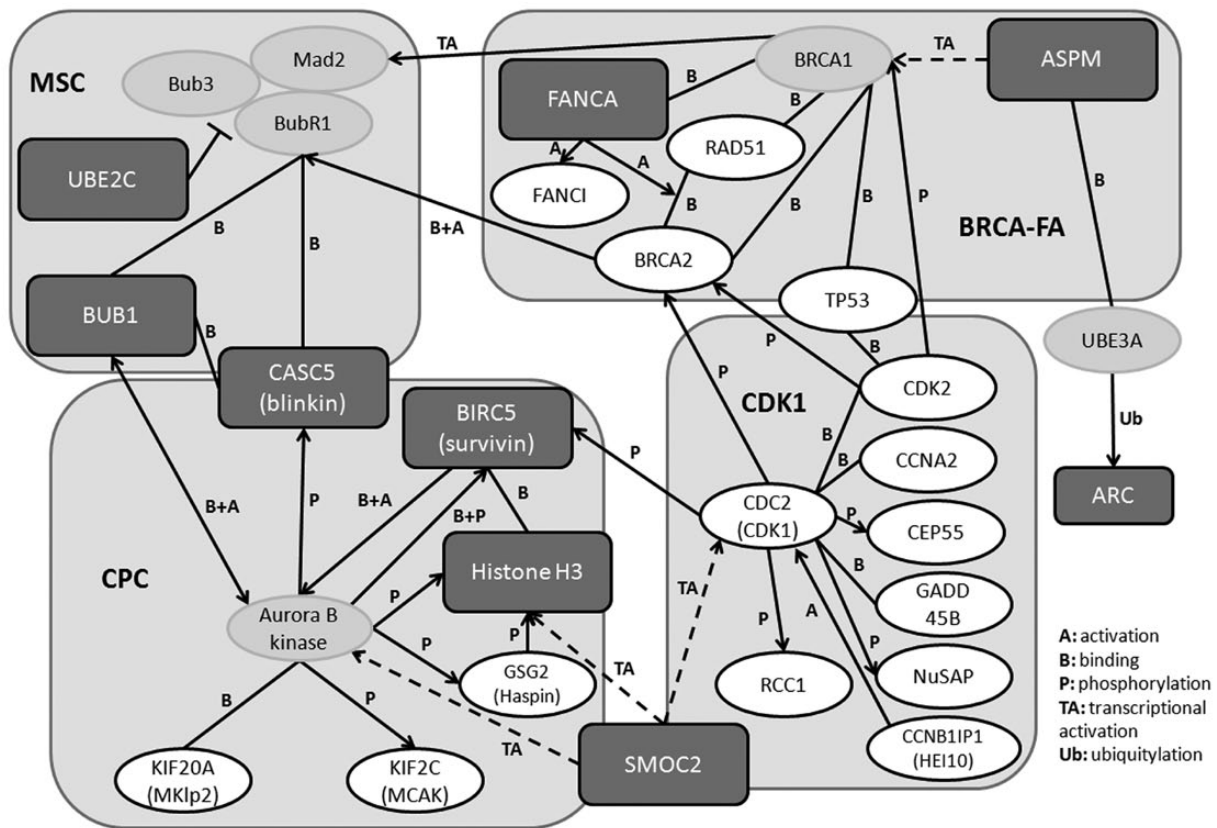 MSC
Mad2
Bub3
BubR1
UBE2C
TA
BRCA1
TA
ASPM
FANCA
B
B
RAD51
A
A
FANCI
B
B
B
P
B
BRCA-FA
B
B
B+A
BRCA2
BUB1
B
TP53
UBE3A
CASC5
(blinkin)
BIRC5
(survivin)
P
P
B
CDK1
CDK2
Ub
B
B
CCNA2
ARC
P
B+A
P
B+A
B+P
B
CDC2
(CDK1)
P
CEP55
CPC
Histone H3
TA
B
GADD
45B
Aurora B
kinase
P
P
P
P
A
P
NuSAP
GSG2
(Haspin)
TA
RCC1
B
P
TA
SMOC2
CCNB1IP1
(HEI10)
KIF20A
(MKlp2)
KIF2C
(MCAK)
A: activation
B: binding
P: phosphorylation
TA: transcriptional
activation
Ub: ubiquitylation